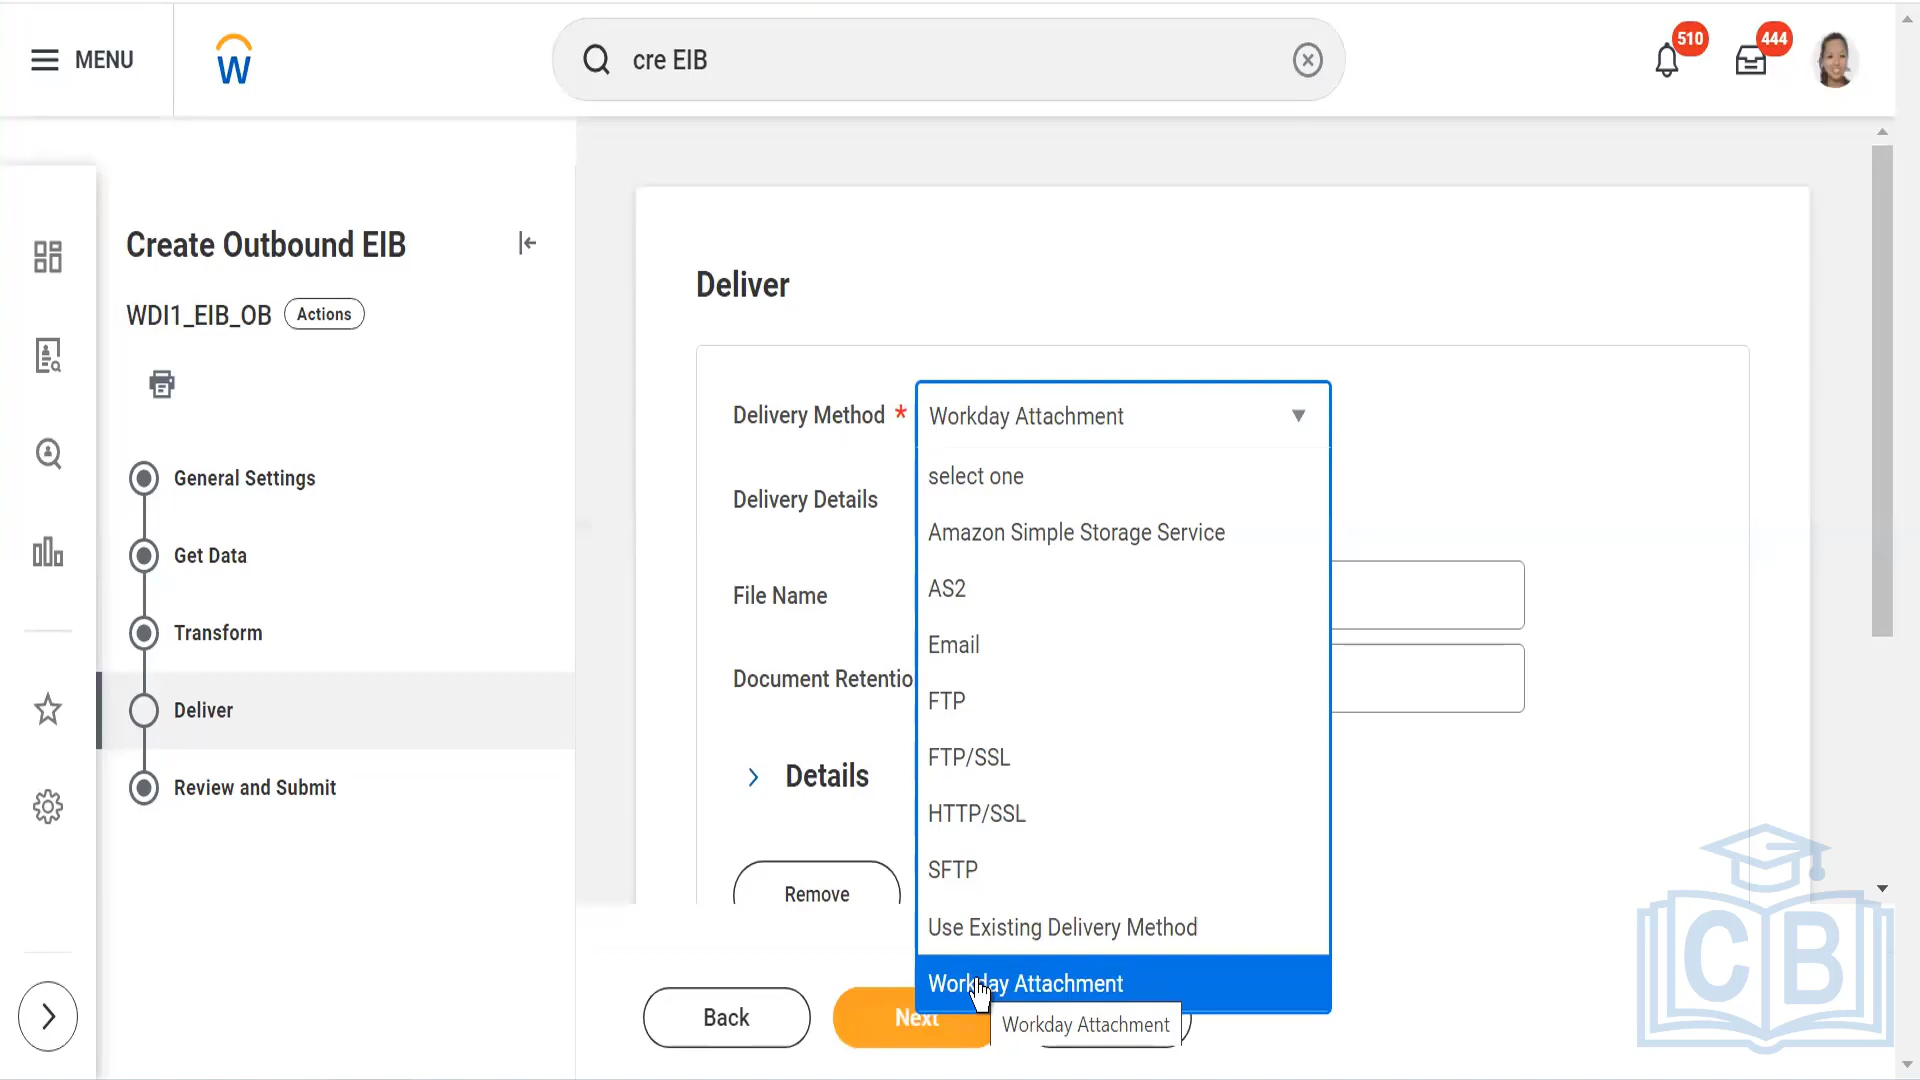 MENU
W
cre EIB
510
444
Create Outbound EIB
WDI1_EIB_OB
Actions
General Settings
Get Data
Transform
Deliver
Review and Submit
Deliver
Delivery Method *
Workday Attachment
select one
Amazon Simple Storage Service
AS2
Email
FTP
FTP/SSL
HTTP/SSL
SFTP
Use Existing Delivery Method
Workday Attachment
Workday Attachment
Delivery Details
File Name
Document Retentio
Details
Remove
Back
Next
CB